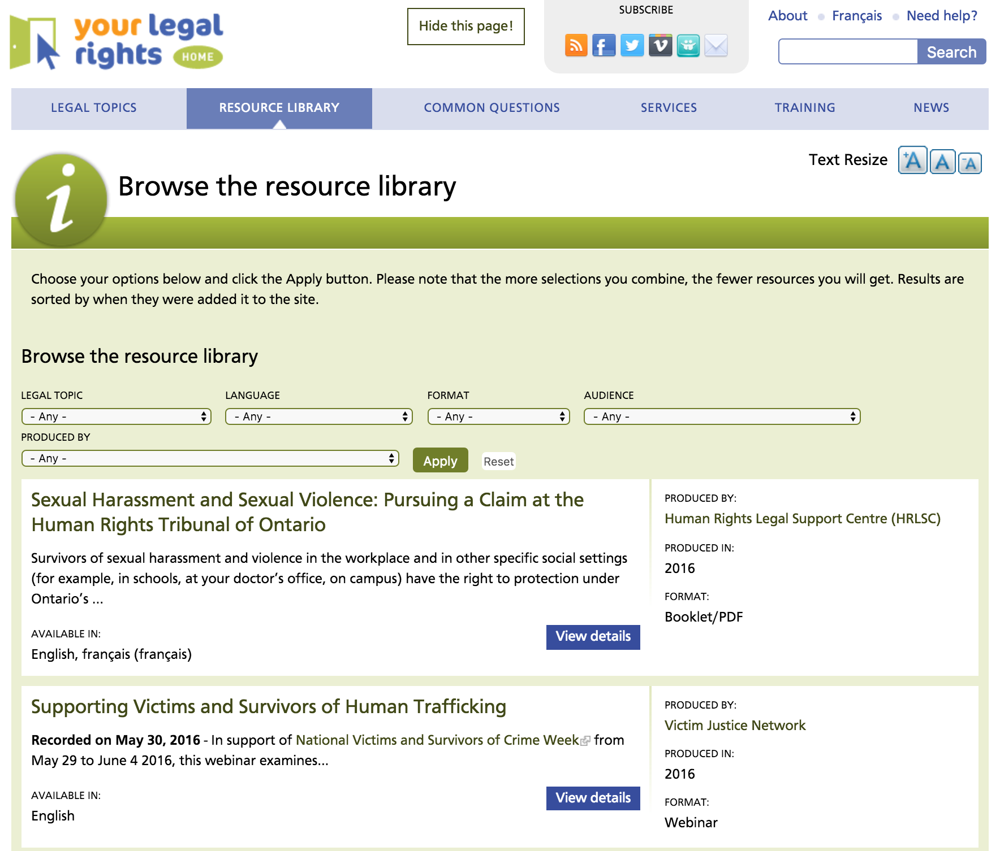 your legal
rights HOME
Hide this page!
SUBSCRIBE
About
Français
Need help?
Search
LEGAL TOPICS
RESOURCE LIBRARY
COMMON QUESTIONS
SERVICES
TRAINING
NEWS
Text Resize +A A -A
i
Browse the resource library
Choose your options below and click the Apply button. Please note that the more selections you combine, the fewer resources you will get. Results are
sorted by when they were added it to the site.
Browse the resource library
LEGAL TOPIC
- Any -
LANGUAGE
- Any -
FORMAT
- Any -
AUDIENCE
- Any -
PRODUCED BY
- Any -
Apply
Reset
Sexual Harassment and Sexual Violence: Pursuing a Claim at the
Human Rights Tribunal of Ontario
Survivors of sexual harassment and violence in the workplace and in other specific social settings
(for example, in schools, at your doctor's office, on campus) have the right to protection under
Ontario's ...
AVAILABLE IN:
English, français (français)
View details
PRODUCED BY:
Human Rights Legal Support Centre (HRLSC)
PRODUCED IN:
2016
FORMAT:
Booklet/PDF
Supporting Victims and Survivors of Human Trafficking
Recorded on May 30, 2016 - In support of National Victims and Survivors of Crime Week from
May 29 to June 4 2016, this webinar examines...
AVAILABLE IN:
English
View details
PRODUCED BY:
Victim Justice Network
PRODUCED IN:
2016
FORMAT:
Webinar